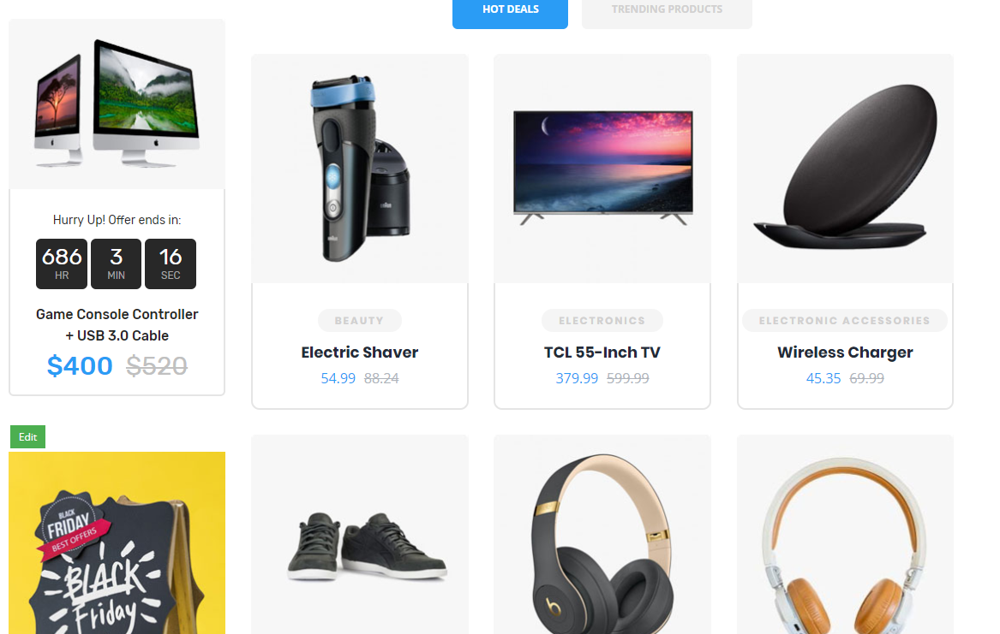 HOT DEALS
TRENDING PRODUCTS
Hurry Up! Offer ends in:
686 3 16
HR MIN SEC
Game Console Controller
+ USB 3.0 Cable
$400 $520
BEAUTY
Electric Shaver
54.99 88.24
ELECTRONICS
TCL 55-Inch TV
379.99 599.99
ELECTRONIC ACCESSORIES
Wireless Charger
45.35 69.99
Edit
BLACK
FRIDAY
BEST OFFERS
BLACK
Friday